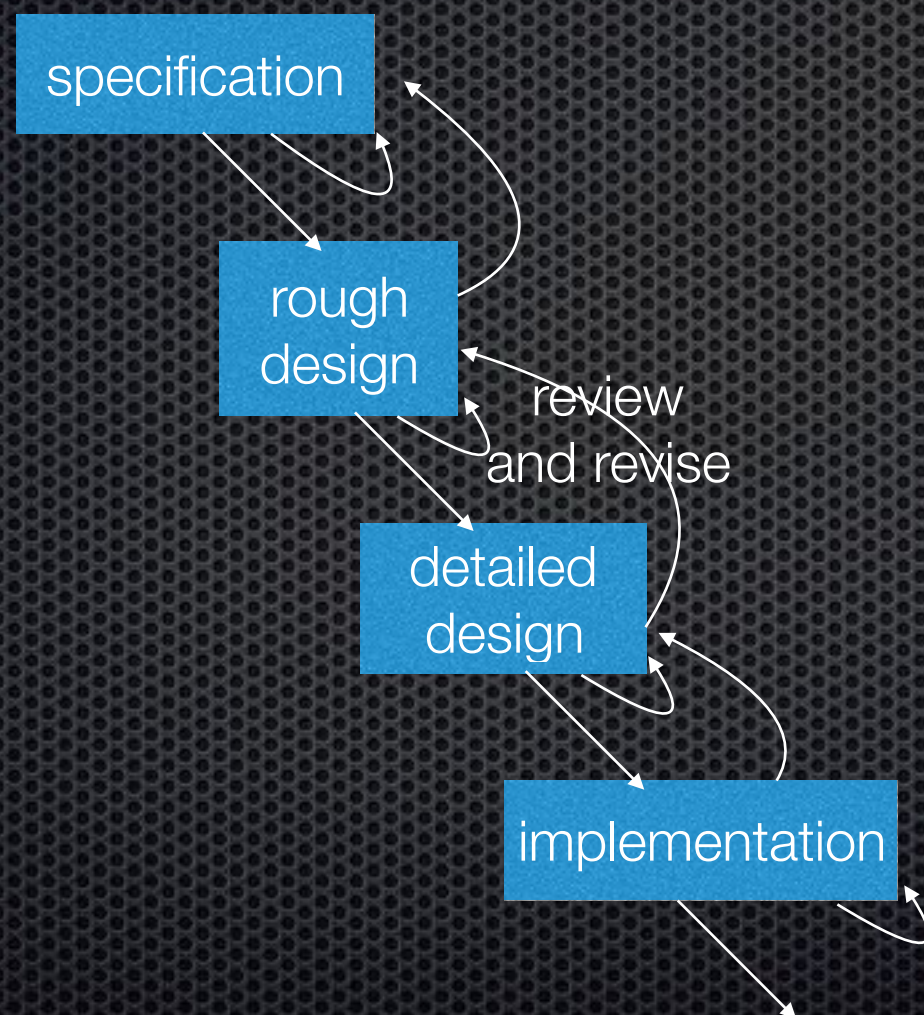 specification
rough
design
review
and revise
detailed
design
implementation